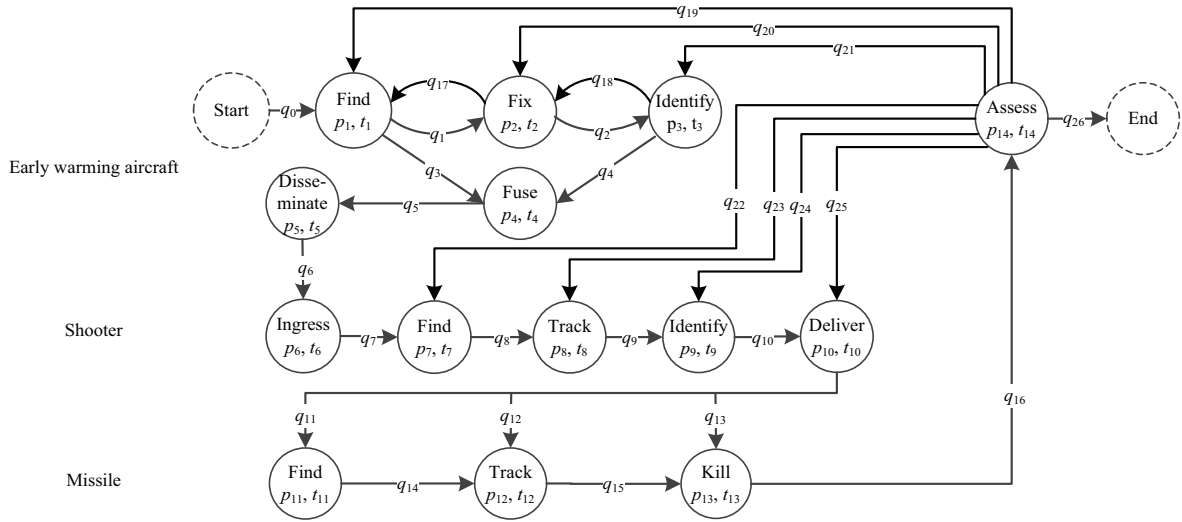 q19
q20
q21
Start
q0
Find
p1, t1
q17
q1
Fix
p2, t2
q18
q2
Identify
p3, t3
Assess
p14, t14
q26
End
Early warming aircraft
q3
q4
Disse-
minate
p5, t5
q5
Fuse
p4, t4
q22
q23
q24
q25
q6
Shooter
Ingress
p6, t6
q7
Find
p7, t7
q8
Track
p8, t8
q9
Identify
p9, t9
q10
Deliver
p10, t10
q11
q12
q13
q16
Missile
Find
p11, t11
q14
Track
p12, t12
q15
Kill
p13, t13